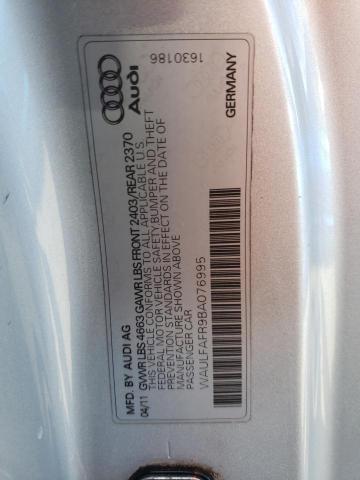 Audi
1630186
GERMANY
MFD. BY AUDI AG
04/11 GVWR LBS 4663 GAWR LBS FRONT 2403/REAR 2370
THIS VEHICLE CONFORMS TO ALL APPLICABLE U.S.
FEDERAL MOTOR VEHICLE SAFETY BUMPER AND THEFT
PREVENTION STANDARDS IN EFFECT ON THE DATE OF
MANUFACTURE SHOWN ABOVE
PASSENGER CAR
WAULFAFR9BA076995